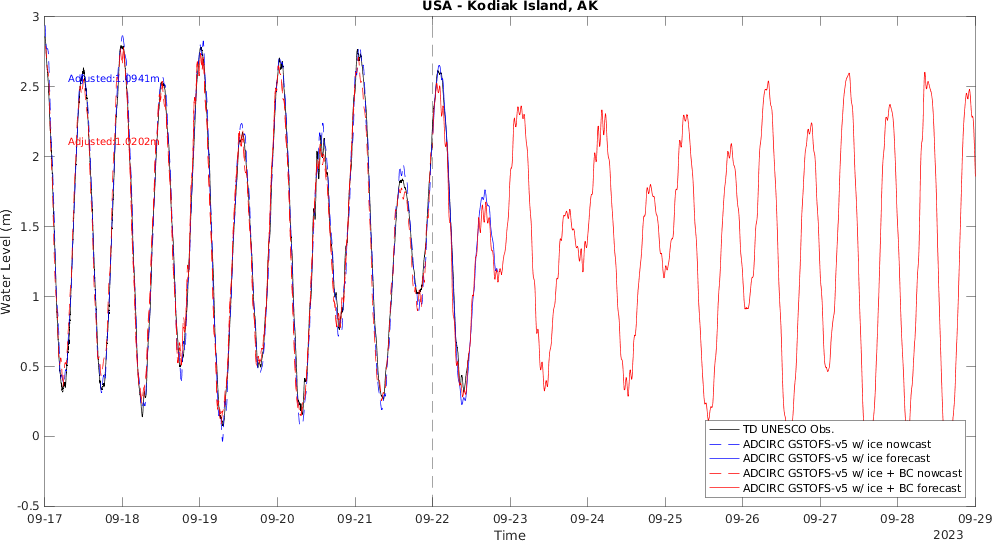 USA - Kodiak Island, AK
3
2.5
2
1.5
1
0.5
0
-0.5
Water Level (m)
Adjusted:1.0941m
Adjusted:1.0202m
TD UNESCO Obs.
ADCIRC GSTOFS-v5 w/ ice nowcast
ADCIRC GSTOFS-v5 w/ ice forecast
ADCIRC GSTOFS-v5 w/ ice + BC nowcast
ADCIRC GSTOFS-v5 w/ ice + BC forecast
09-17 09-18 09-19 09-20 09-21 09-22 09-23 09-24 09-25 09-26 09-27 09-28 09-29
Time
2023